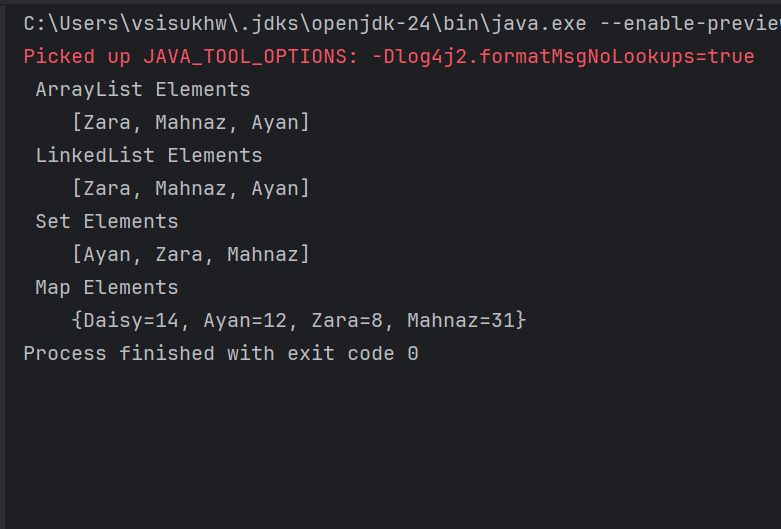 C:\Users\vsisukhw\.jdks\openjdk-24\bin\java.exe --enable-preview
Picked up JAVA_TOOL_OPTIONS: -Dlog4j2.formatMsgNoLookups=true
ArrayList Elements
[Zara, Mahnaz, Ayan]
LinkedList Elements
[Zara, Mahnaz, Ayan]
Set Elements
[Ayan, Zara, Mahnaz]
Map Elements
{Daisy=14, Ayan=12, Zara=8, Mahnaz=31}
Process finished with exit code 0